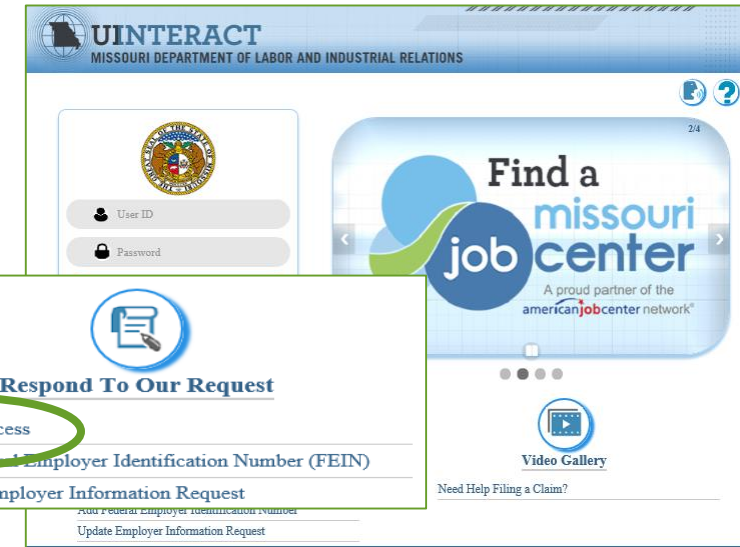 UINTERACT
MISSOURI DEPARTMENT OF LABOR AND INDUSTRIAL RELATIONS
2/4
User ID
Password
Find a
missouri
job center
A proud partner of the
americanjobcenter network®
Respond To Our Request
Employer Identification Number (FEIN)
Information Request
Add Federal Employer Identification Number
Update Employer Information Request
Video Gallery
Need Help Filing a Claim?